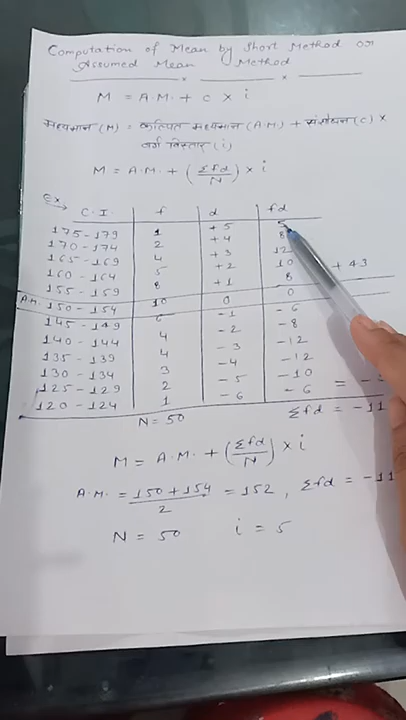 Computation of Mean by Short Method or
Assumed Mean Method
M = A.M. + c × i
मध्यमान (M) = कल्पित मध्यमान (A.M.) + संशोधन (c) ×
वर्ग विस्तार (i)
M = A.M. + (Σfd/N) × i
Ex.
C.I. f d fd
175-179 1 +5 5
170-174 2 +4 8
165-169 4 +3 12
160-164 5 +2 10 + 43
155-159 8 +1 8
A.M. 150-154 10 0 0
145-149 6 -1 -6
140-144 4 -2 -8
135-139 4 -3 -12
130-134 3 -4 -12
125-129 2 -5 -10
120-124 1 -6 -6 = -
N = 50 Σfd = -11
M = A.M. + (Σfd/N) × i
A.M. = 150+154/2 = 152, Σfd = -11
N = 50 i = 5